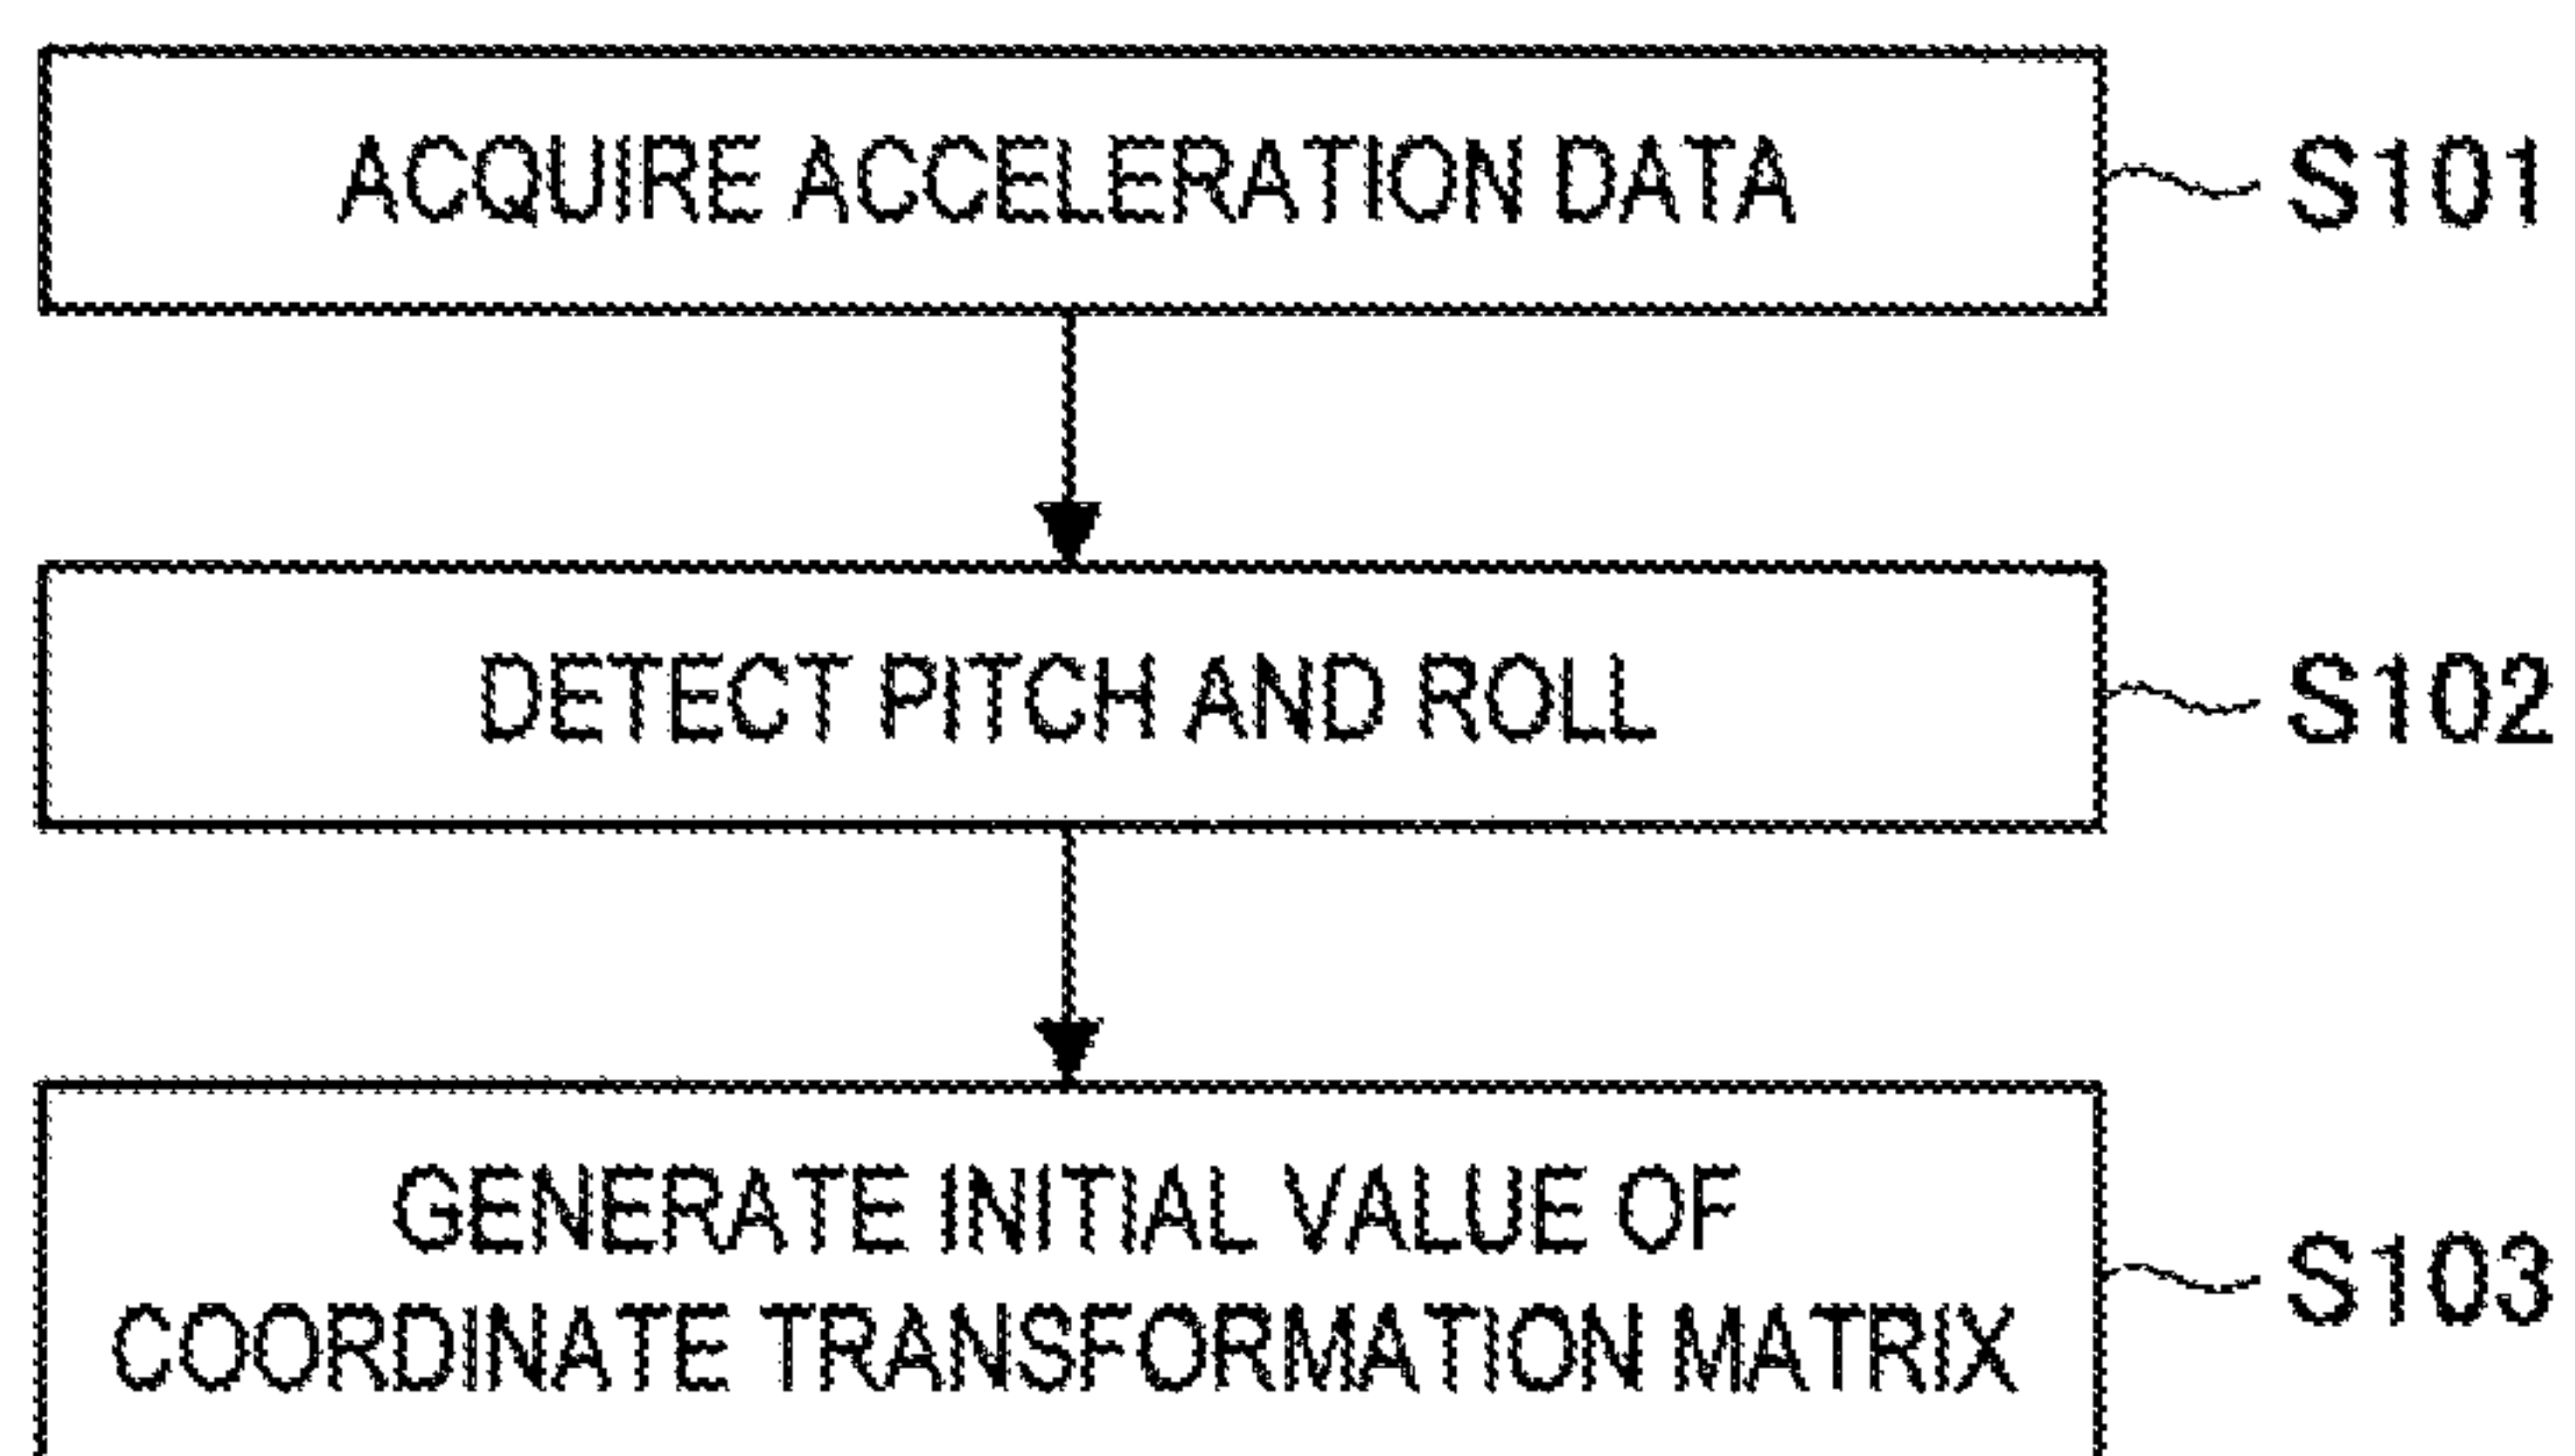 ACQUIRE ACCELERATION DATA
S101
DETECT PITCH AND ROLL
S102
GENERATE INITIAL VALUE OF
COORDINATE TRANSFORMATION MATRIX
S103